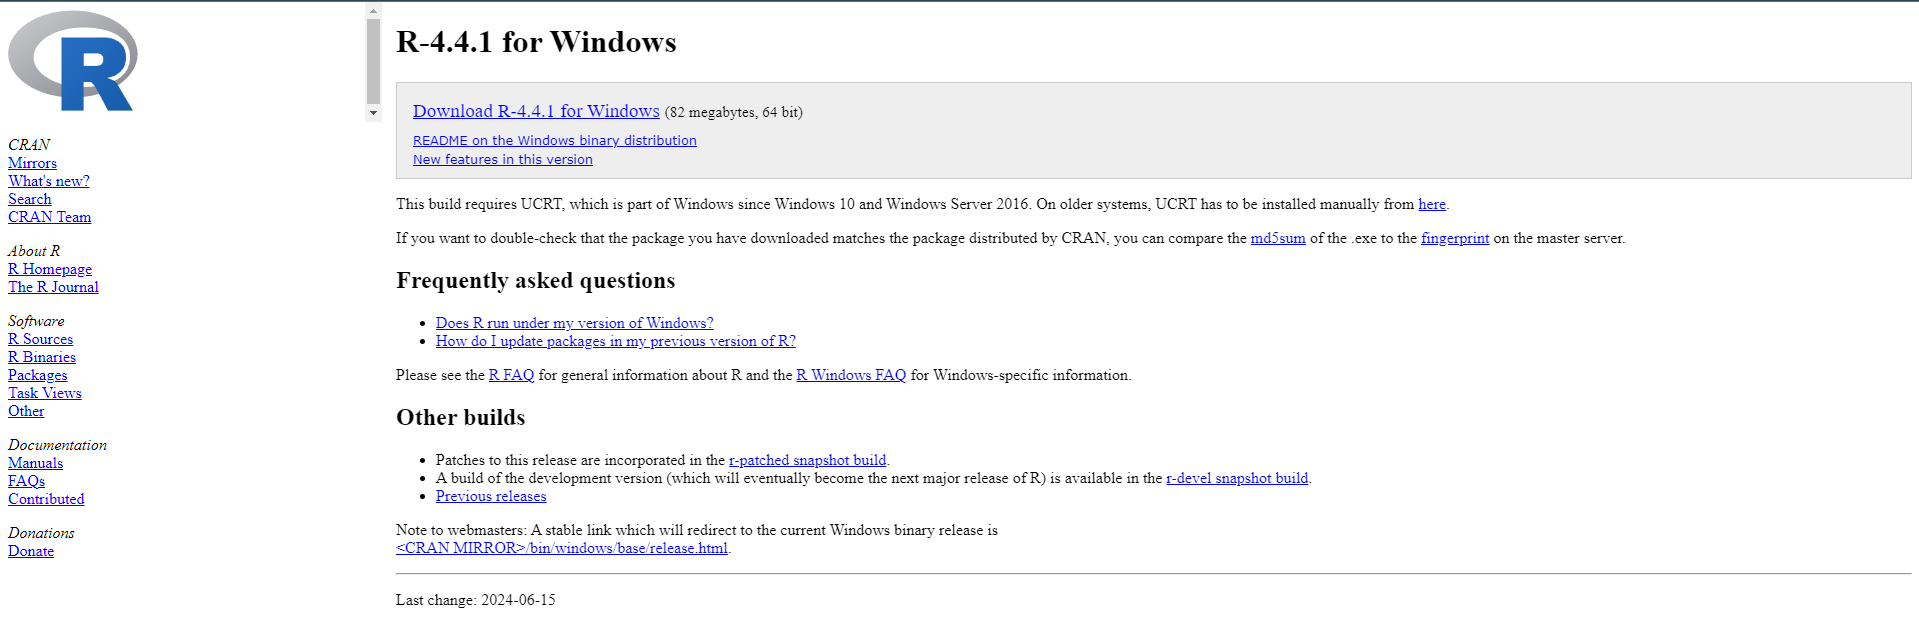 R
CRAN
Mirrors
What's new?
Search
CRAN Team
About R
R Homepage
The R Journal
Software
R Sources
R Binaries
Packages
Task Views
Other
Documentation
Manuals
FAQs
Contributed
Donations
Donate
R-4.4.1 for Windows
Download R-4.4.1 for Windows (82 megabytes, 64 bit)
README on the Windows binary distribution
New features in this version
This build requires UCRT, which is part of Windows since Windows 10 and Windows Server 2016. On older systems, UCRT has to be installed manually from here.
If you want to double-check that the package you have downloaded matches the package distributed by CRAN, you can compare the md5sum of the .exe to the fingerprint on the master server.
Frequently asked questions
• Does R run under my version of Windows?
• How do I update packages in my previous version of R?
Please see the R FAQ for general information about R and the R Windows FAQ for Windows-specific information.
Other builds
• Patches to this release are incorporated in the r-patched snapshot build.
• A build of the development version (which will eventually become the next major release of R) is available in the r-devel snapshot build.
• Previous releases
Note to webmasters: A stable link which will redirect to the current Windows binary release is
<CRAN MIRROR>/bin/windows/base/release.html.
Last change: 2024-06-15